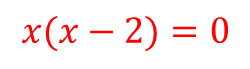 x(x − 2) = 0